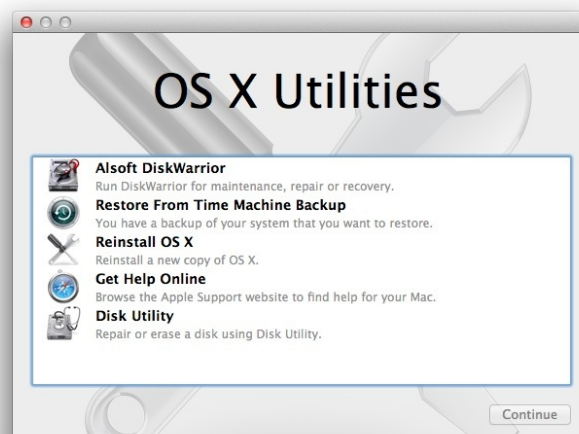 OS X Utilities
Alsoft DiskWarrior
Run DiskWarrior for maintenance, repair or recovery.
Restore From Time Machine Backup
You have a backup of your system that you want to restore.
Reinstall OS X
Reinstall a new copy of OS X.
Get Help Online
Browse the Apple Support website to find help for your Mac.
Disk Utility
Repair or erase a disk using Disk Utility.
Continue